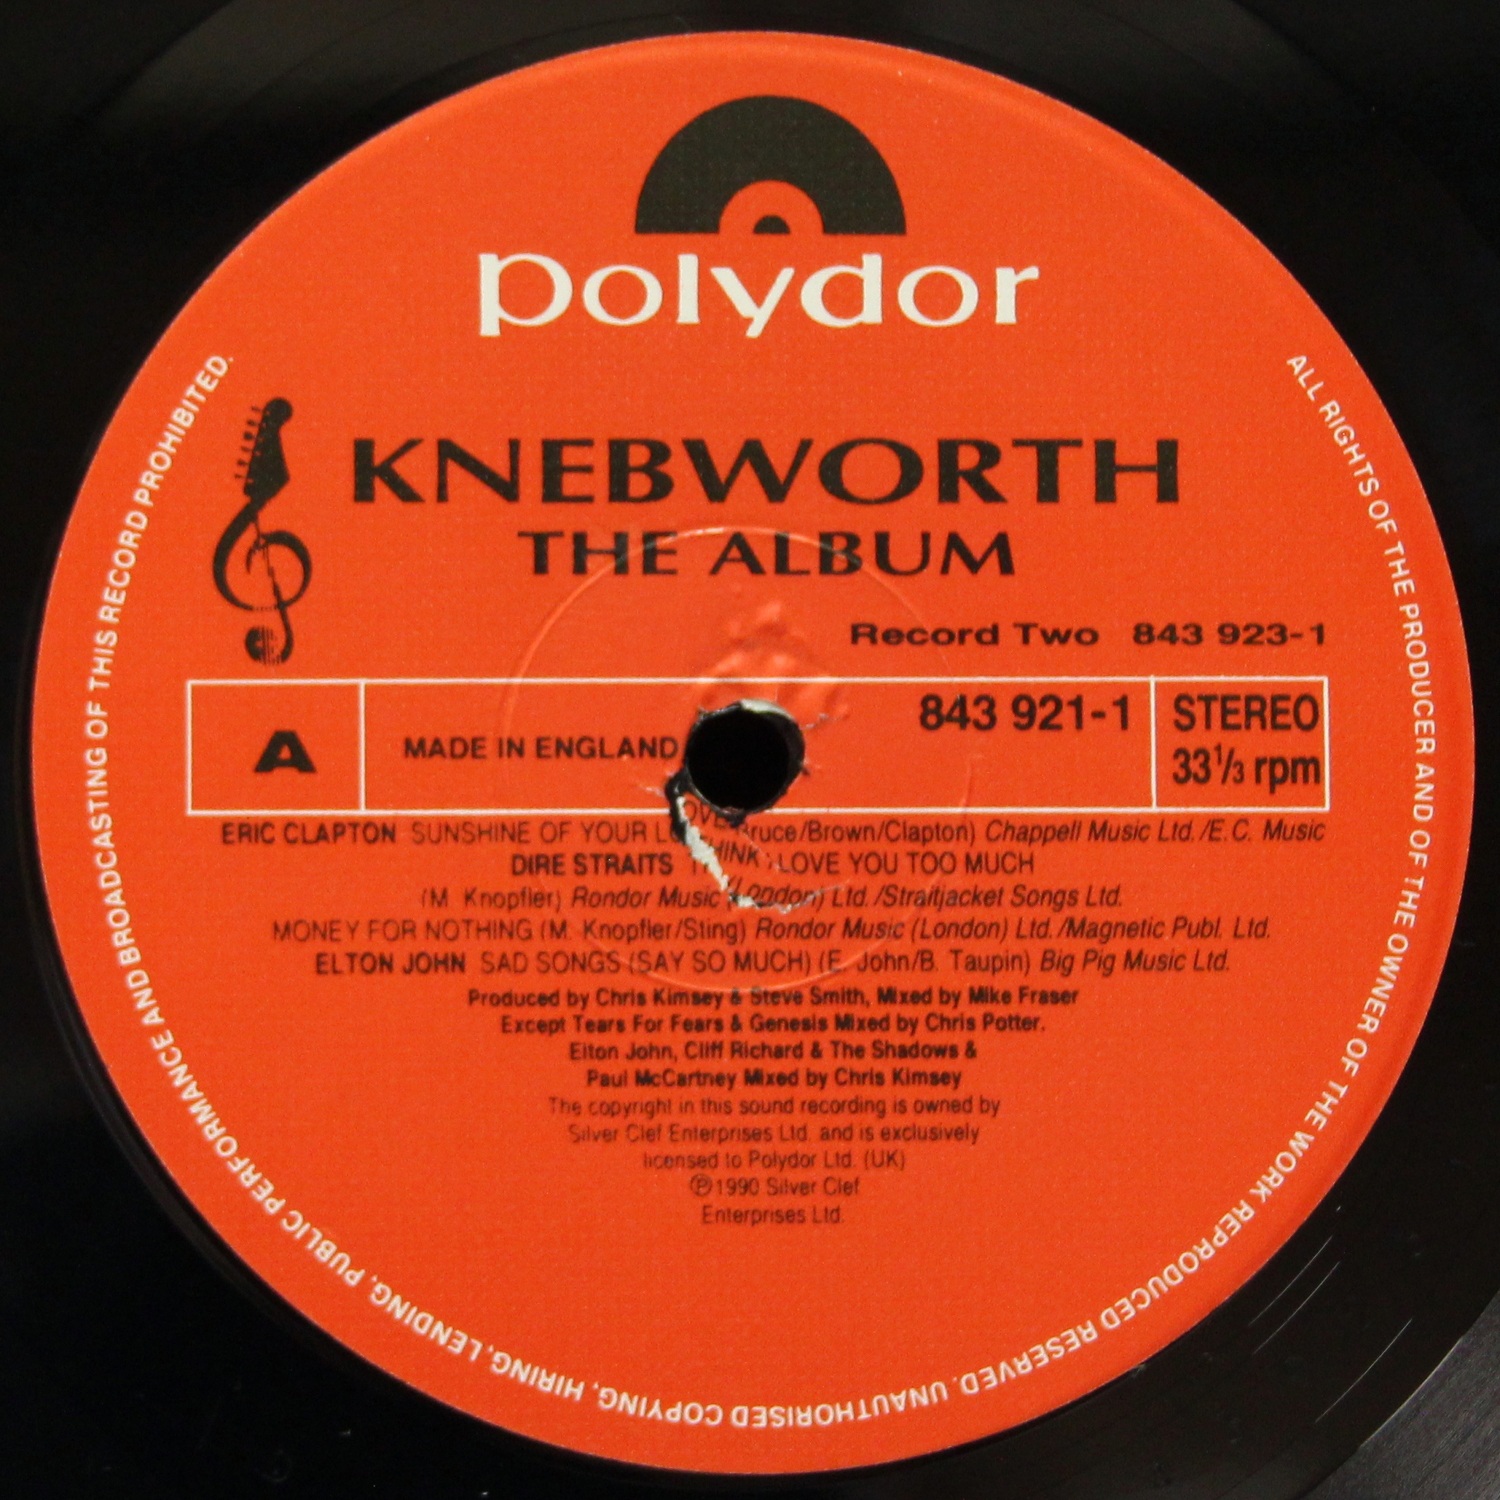 polydor
KNEBWORTH
THE ALBUM
Record Two 843 923-1
A
MADE IN ENGLAND
843 921-1
STEREO
33 1/3 rpm
ERIC CLAPTON SUNSHINE OF YOUR LOVE (Bruce/Brown/Clapton) Chappell Music Ltd./E.C. Music
DIRE STRAITS THINK I LOVE YOU TOO MUCH
(M. Knopfler) Rondor Music (London) Ltd./Straitjacket Songs Ltd.
MONEY FOR NOTHING (M. Knopfler/Sting) Rondor Music (London) Ltd./Magnetic Publ. Ltd.
ELTON JOHN SAD SONGS (SAY SO MUCH) (E. John/B. Taupin) Big Pig Music Ltd.
Produced by Chris Kimsey & Steve Smith, Mixed by Mike Fraser
Except Tears For Fears & Genesis Mixed by Chris Potter.
Elton John, Cliff Richard & The Shadows &
Paul McCartney Mixed by Chris Kimsey
The copyright in this sound recording is owned by
Silver Clef Enterprises Ltd. and is exclusively
licensed to Polydor Ltd. (UK)
℗1990 Silver Clef
Enterprises Ltd.
ALL RIGHTS OF THE PRODUCER AND OF THE OWNER OF THE WORK REPRODUCED RESERVED. UNAUTHORISED COPYING, HIRING, LENDING, PUBLIC PERFORMANCE AND BROADCASTING OF THIS RECORD PROHIBITED.